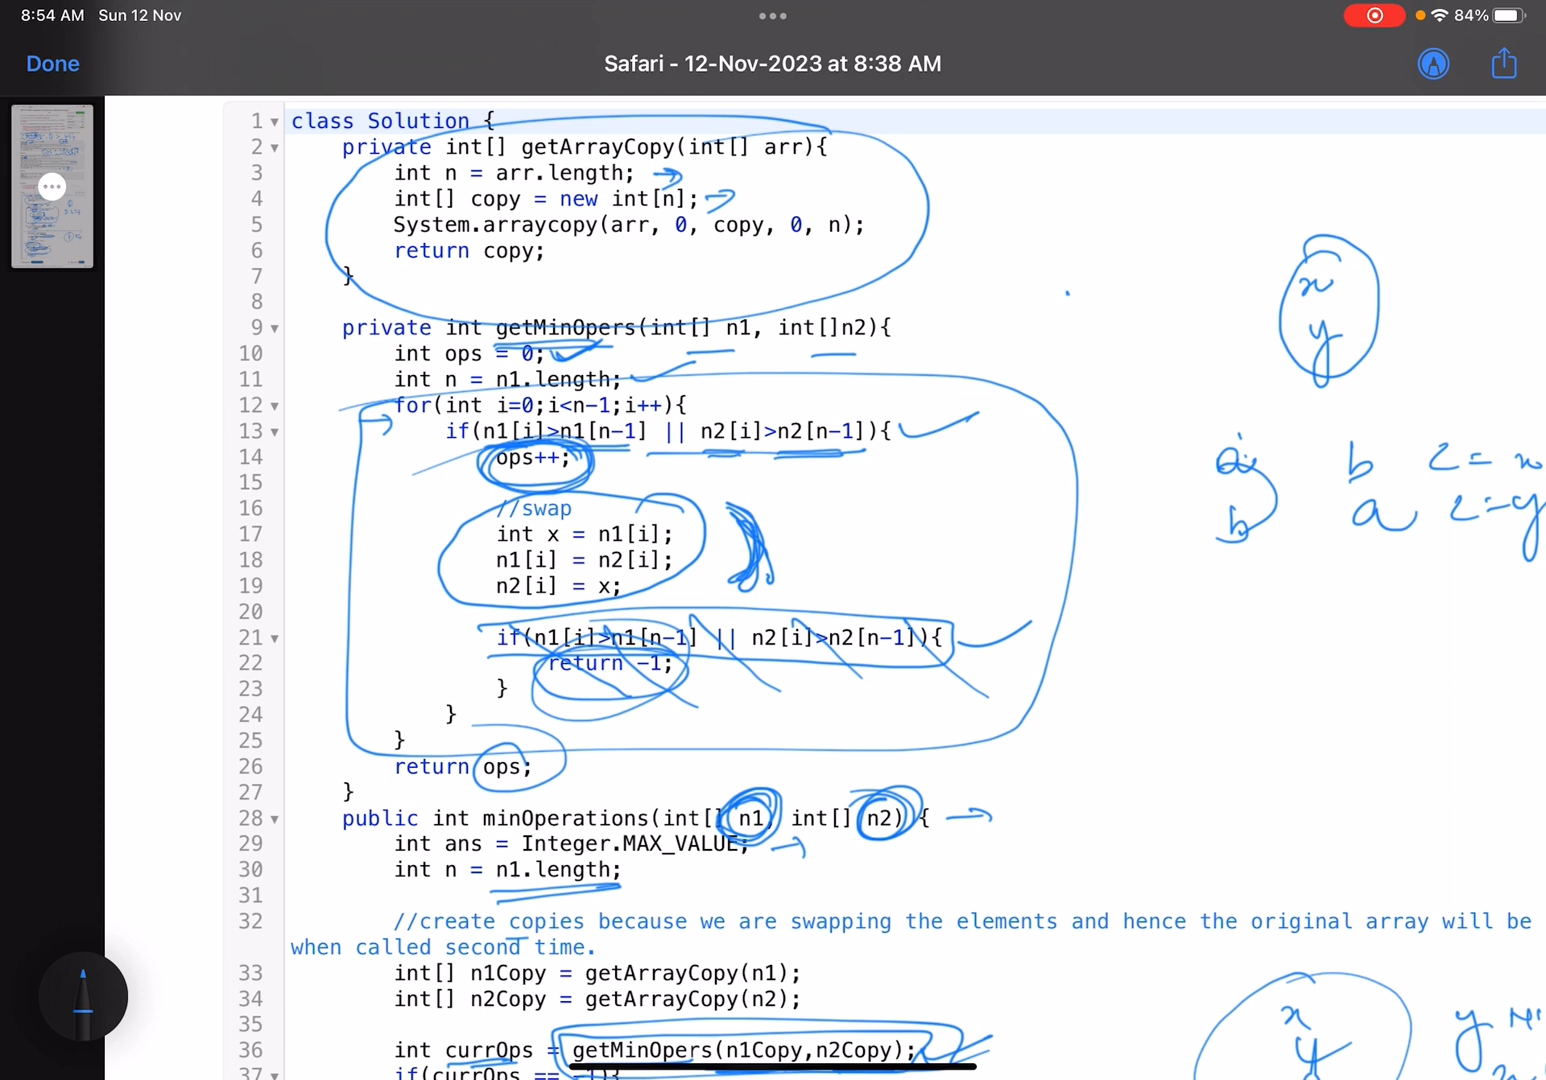 8:54 AM Sun 12 Nov
84%
Done
Safari - 12-Nov-2023 at 8:38 AM
1 class Solution {
2 private int[] getArrayCopy(int[] arr){
3 int n = arr.length;
4 int[] copy = new int[n];
5 System.arraycopy(arr, 0, copy, 0, n);
6 return copy;
7 }
8
9 private int getMinOpers(int[] n1, int[]n2){
10 int ops = 0;
11 int n = n1.length;
12 for(int i=0;i<n-1;i++){
13 if(n1[i]>n1[n-1] || n2[i]>n2[n-1]){
14 ops++;
15
16 //swap
17 int x = n1[i];
18 n1[i] = n2[i];
19 n2[i] = x;
20
21 if(n1[i]>n1[n-1] || n2[i]>n2[n-1]){
22 return -1;
23 }
24 }
25 }
26 return ops;
27 }
28 public int minOperations(int[] n1, int[] n2) {
29 int ans = Integer.MAX_VALUE;
30 int n = n1.length;
31
32 //create copies because we are swapping the elements and hence the original array will be
when called second time.
33 int[] n1Copy = getArrayCopy(n1);
34 int[] n2Copy = getArrayCopy(n2);
35
36 int currOps = getMinOpers(n1Copy,n2Copy);
37 if(currOps == -1){
x
y
a b
b a
x
y
y